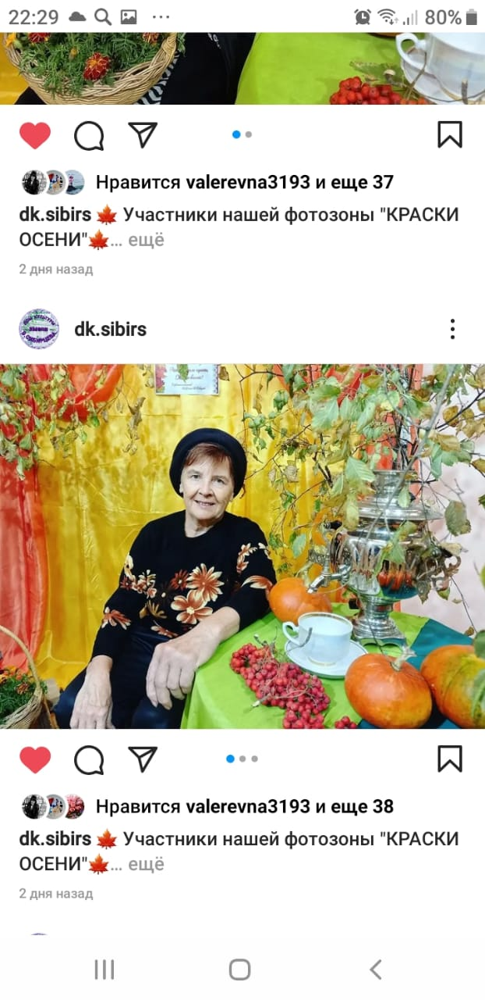 22:29
80%
Нравится valerevna3193 и еще 37
dk.sibirs 🍁 Участники нашей фотозоны "КРАСКИ
ОСЕНИ"🍁... ещё
2 дня назад
dk.sibirs
Нравится valerevna3193 и еще 38
dk.sibirs 🍁 Участники нашей фотозоны "КРАСКИ
ОСЕНИ"🍁... ещё
2 дня назад